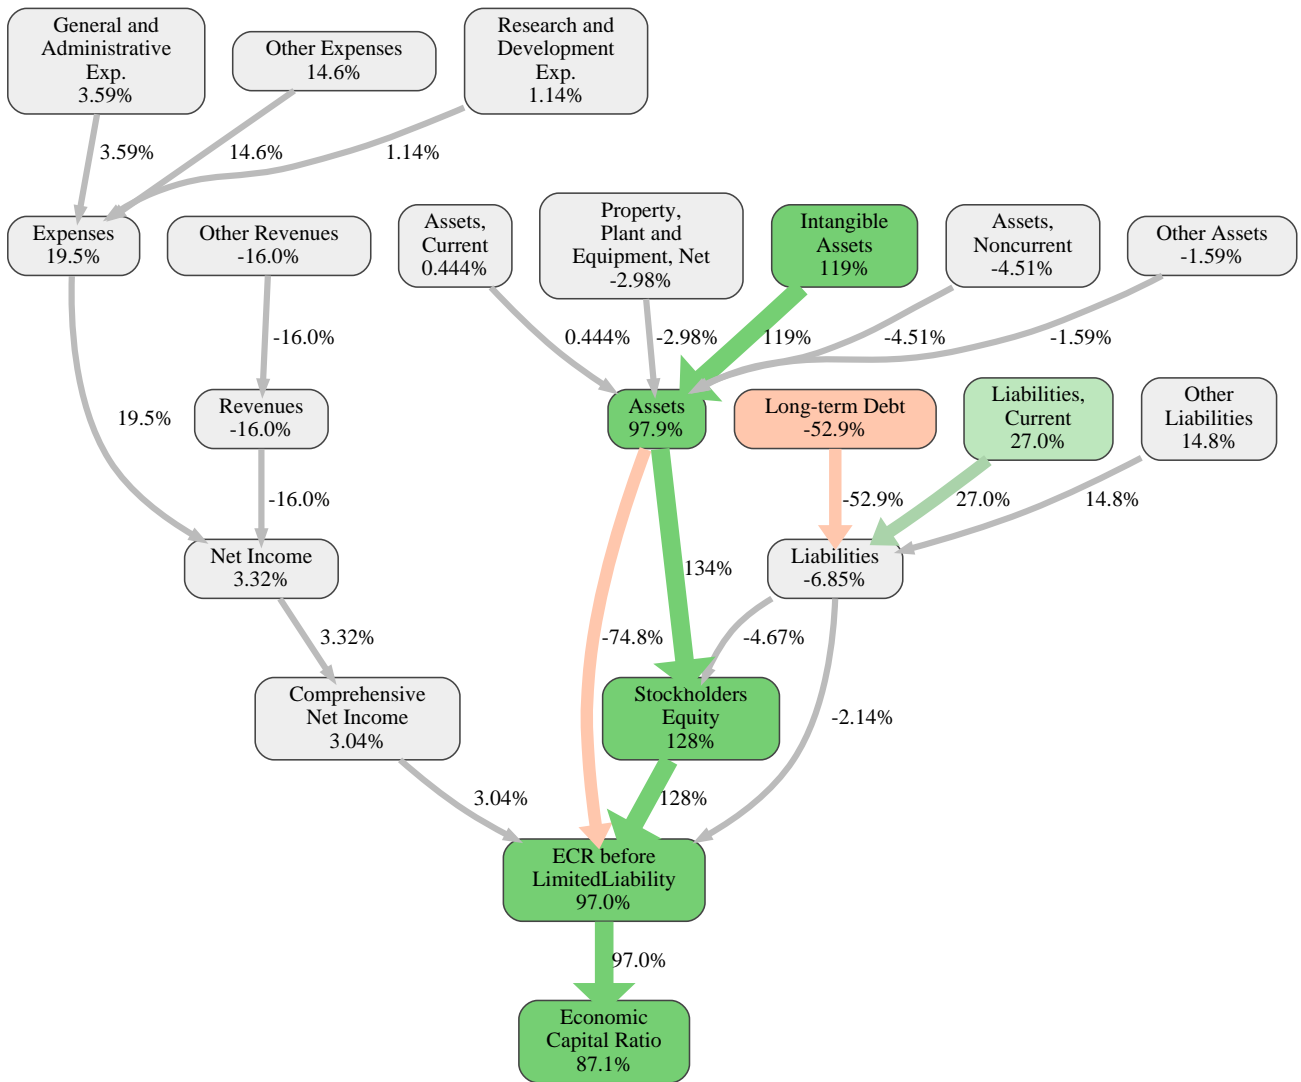 General and
Administrative
Exp.
3.59%
Other Expenses
14.6%
Research and
Development
Exp.
1.14%
3.59%
14.6%
1.14%
Expenses
19.5%
Other Revenues
-16.0%
Assets,
Current
0.444%
Property,
Plant and
Equipment, Net
-2.98%
Intangible
Assets
119%
Assets,
Noncurrent
-4.51%
Other Assets
-1.59%
-16.0%
0.444%
-2.98%
119%
-4.51%
-1.59%
19.5%
Revenues
-16.0%
Assets
97.9%
Long-term Debt
-52.9%
Liabilities,
Current
27.0%
Other
Liabilities
14.8%
-16.0%
-52.9%
27.0%
14.8%
Net Income
3.32%
134%
Liabilities
-6.85%
3.32%
-74.8%
-4.67%
Comprehensive
Net Income
3.04%
Stockholders
Equity
128%
-2.14%
3.04%
128%
ECR before
LimitedLiability
97.0%
97.0%
Economic
Capital Ratio
87.1%